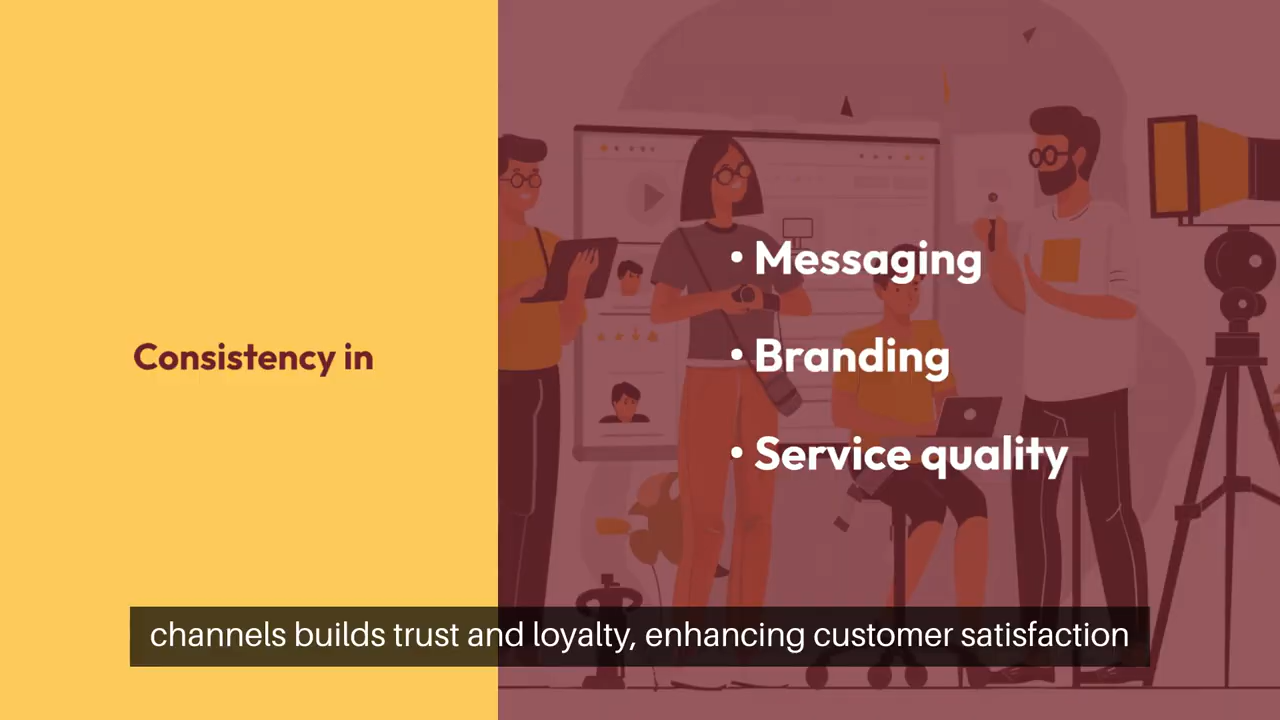 Consistency in
• Messaging
• Branding
• Service quality
channels builds trust and loyalty, enhancing customer satisfaction